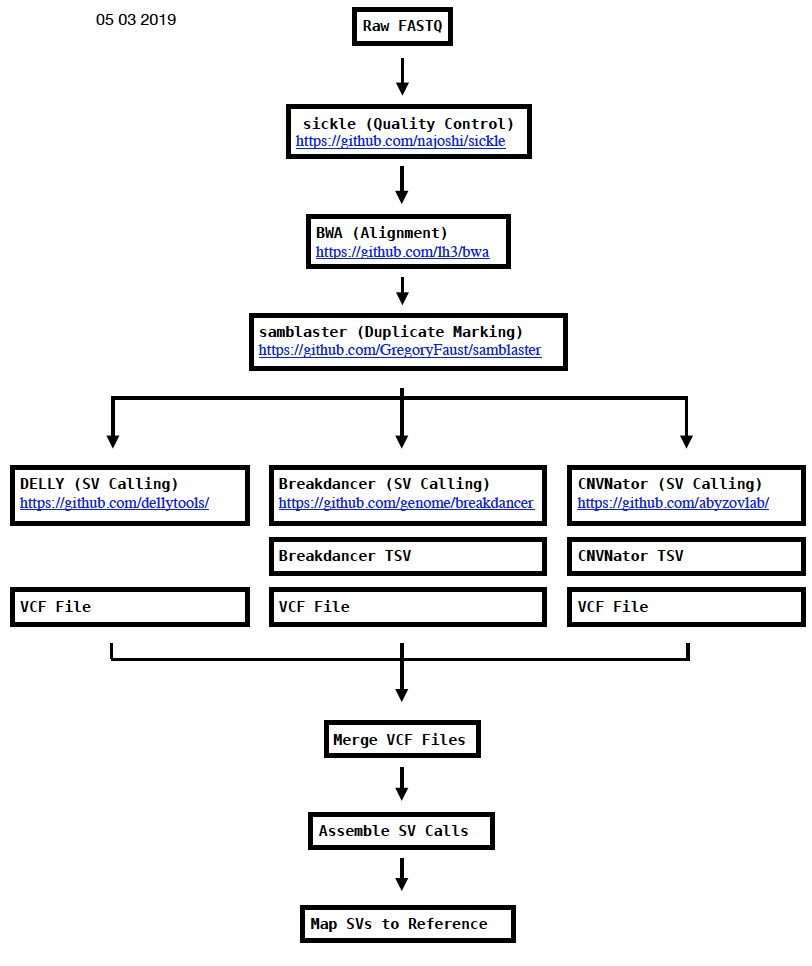 05 03 2019
Raw FASTQ
sickle (Quality Control)
https://github.com/najoshi/sickle
BWA (Alignment)
https://github.com/lh3/bwa
samblaster (Duplicate Marking)
https://github.com/GregoryFaust/samblaster
DELLY (SV Calling)
https://github.com/dellytools/
Breakdancer (SV Calling)
https://github.com/genome/breakdancer
CNVNator (SV Calling)
https://github.com/abyzovlab/
Breakdancer TSV
CNVNator TSV
VCF File
VCF File
VCF File
Merge VCF Files
Assemble SV Calls
Map SVs to Reference